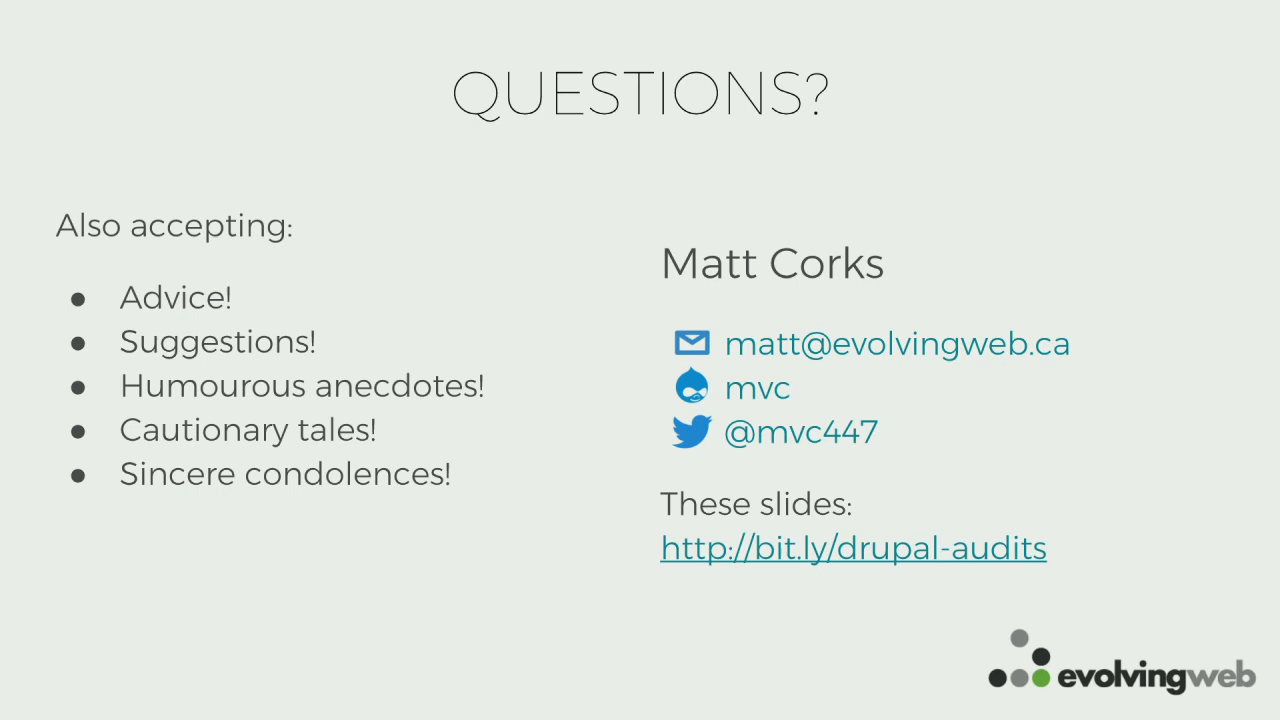 QUESTIONS?
Also accepting:
● Advice!
● Suggestions!
● Humourous anecdotes!
● Cautionary tales!
● Sincere condolences!
Matt Corks
matt@evolvingweb.ca
mvc
@mvc447
These slides:
http://bit.ly/drupal-audits
evolvingweb